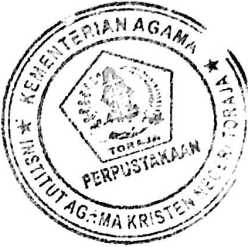 KEMENTERIAN AGAMA
TORAJA
PERPUSTAKAAN
INSTITUT AGAMA KRISTEN NEGERI TORAJA